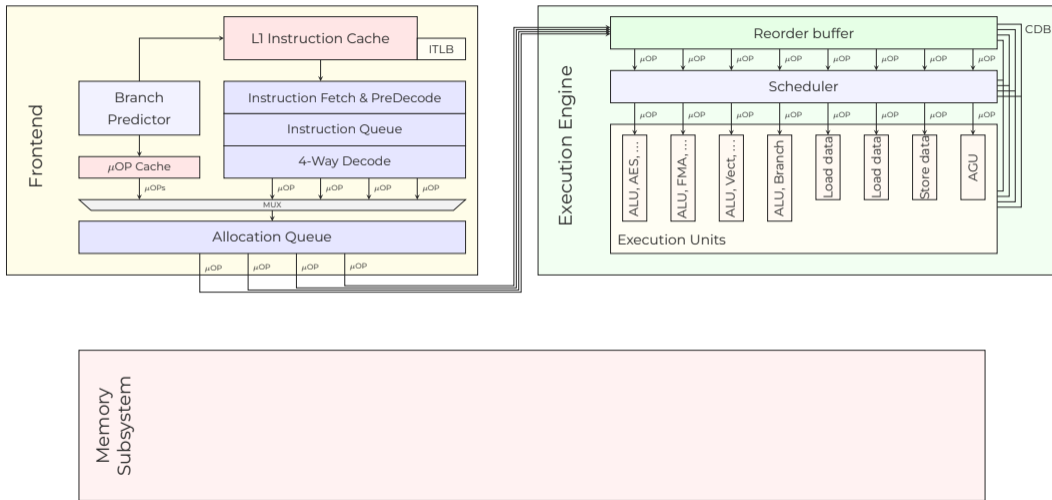 Frontend
L1 Instruction Cache
ITLB
Branch
Predictor
Instruction Fetch & PreDecode
Instruction Queue
4-Way Decode
μOP Cache
μOPs
μOP
μOP
μOP
μOP
MUX
Allocation Queue
μOP
μOP
μOP
μOP
Execution Engine
Reorder buffer
CDB
μOP
μOP
μOP
μOP
μOP
μOP
μOP
μOP
Scheduler
μOP
μOP
μOP
μOP
μOP
μOP
μOP
μOP
ALU, AES, ...
ALU, FMA, ...
ALU, Vect, ...
ALU, Branch
Load data
Load data
Store data
AGU
Execution Units
Memory
Subsystem